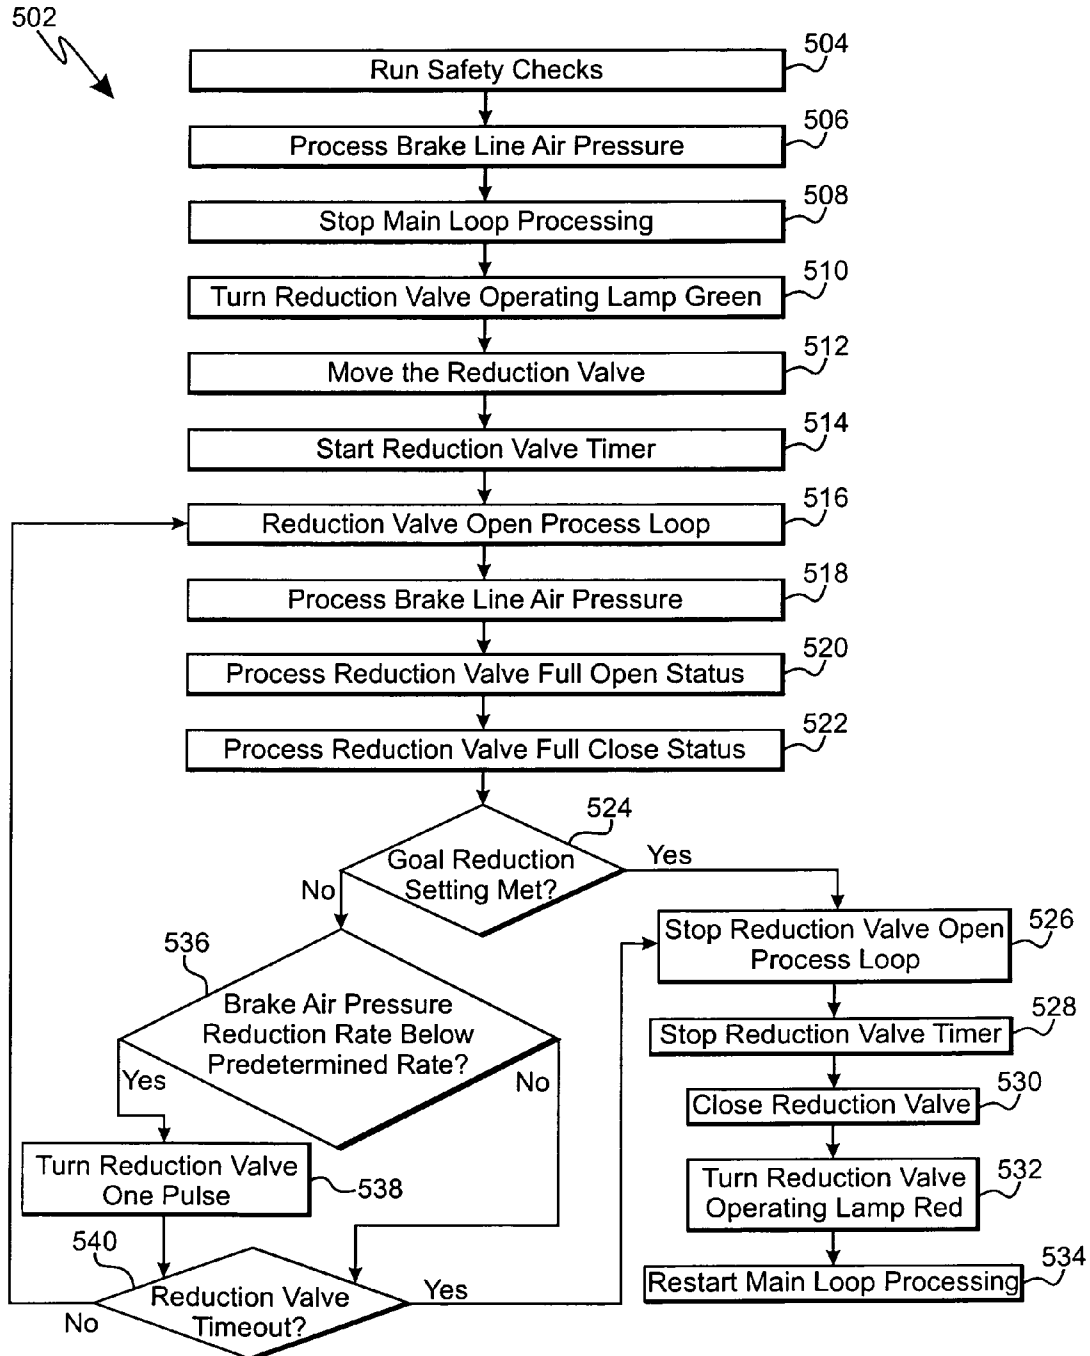 502
Run Safety Checks
504
Process Brake Line Air Pressure
506
Stop Main Loop Processing
508
Turn Reduction Valve Operating Lamp Green
510
Move the Reduction Valve
512
Start Reduction Valve Timer
514
Reduction Valve Open Process Loop
516
Process Brake Line Air Pressure
518
Process Reduction Valve Full Open Status
520
Process Reduction Valve Full Close Status
522
524
Goal Reduction
Setting Met?
Yes
No
Stop Reduction Valve Open
Process Loop
526
Stop Reduction Valve Timer
528
Close Reduction Valve
530
Turn Reduction Valve
Operating Lamp Red
532
Restart Main Loop Processing
534
536
Brake Air Pressure
Reduction Rate Below
Predetermined Rate?
Yes
No
Turn Reduction Valve
One Pulse
538
540
Reduction Valve
Timeout?
Yes
No